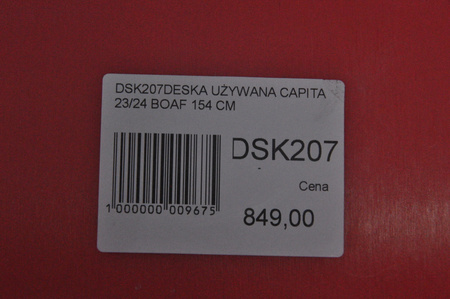 DSK207DESKA UŻYWANA CAPITA
23/24 BOAF 154 CM
DSK207
Cena
1 000000 009675
849,00